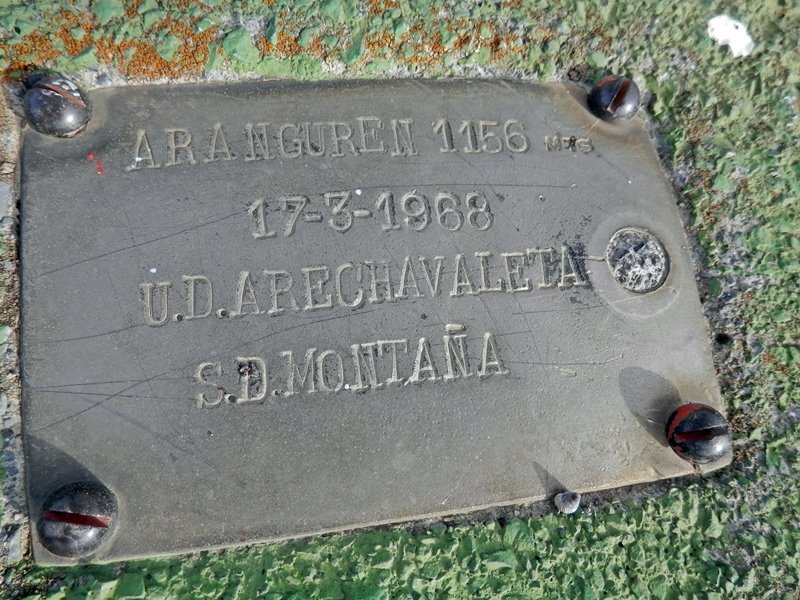 ARANGUREN 1156 MTS
17-3-1968
U.D. ARECHAVALETA
S.D. MONTAÑA